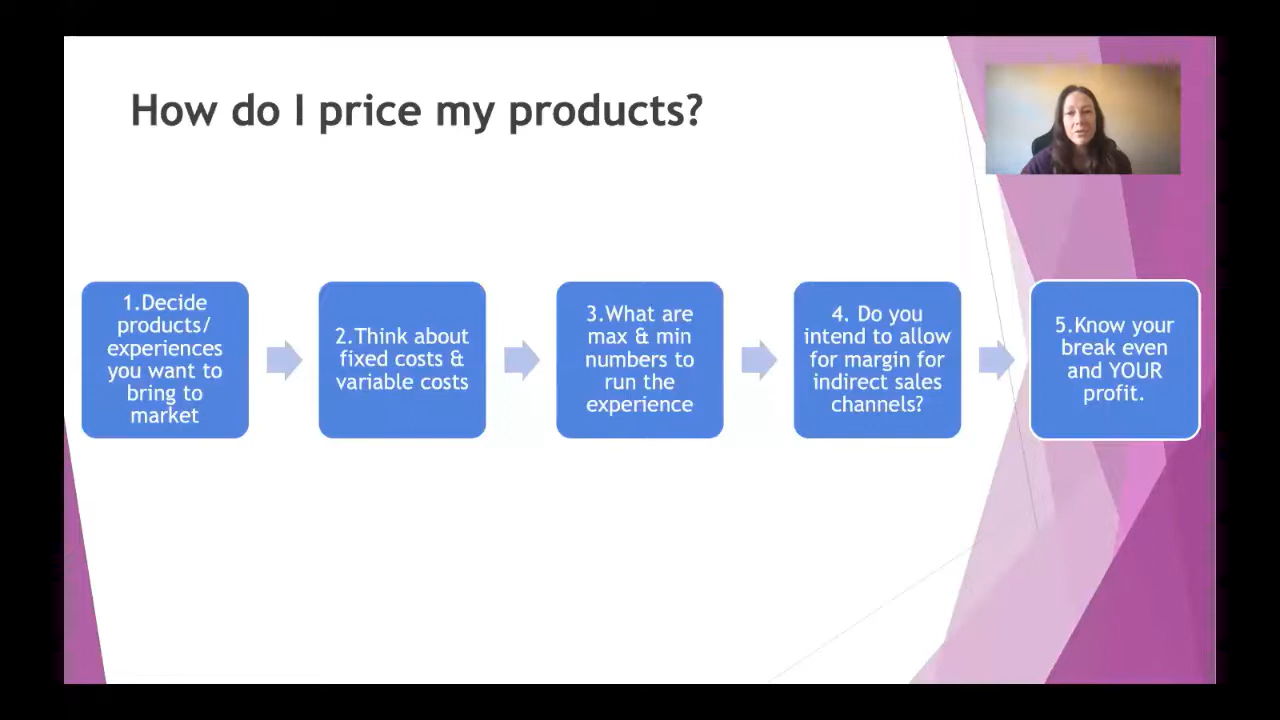 How do I price my products?
1.Decide
products/
experiences
you want to
bring to
market
2.Think about
fixed costs &
variable costs
3.What are
max & min
numbers to
run the
experience
4. Do you
intend to allow
for margin for
indirect sales
channels?
5.Know your
break even
and YOUR
profit.